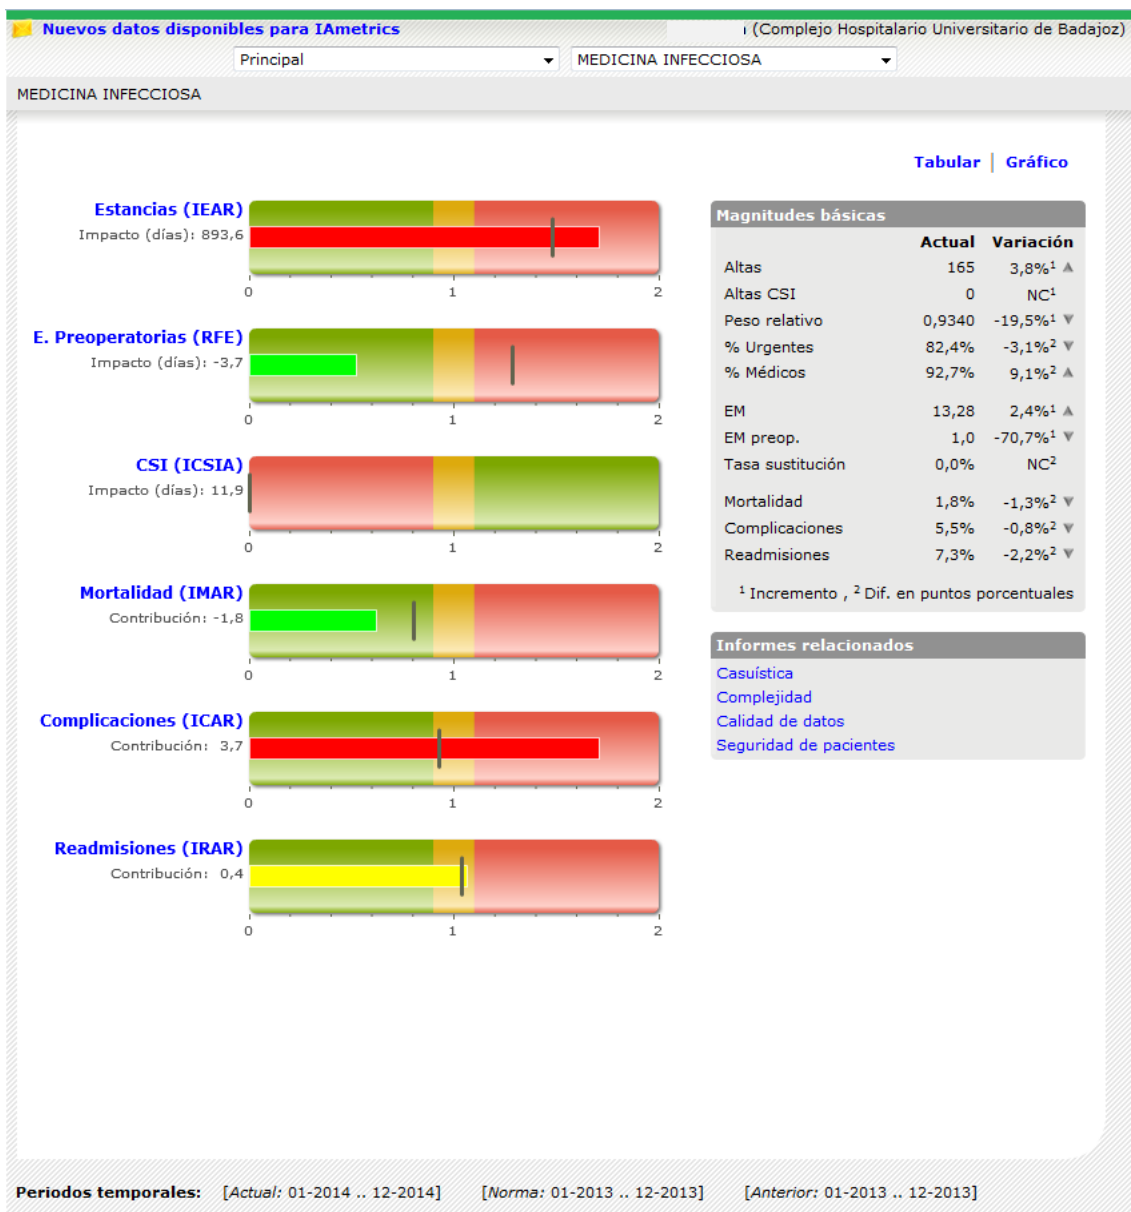 Nuevos datos disponibles para IAmetrics
(Complejo Hospitalario Universitario de Badajoz)
Principal
MEDICINA INFECCIOSA
MEDICINA INFECCIOSA
Tabular | Gráfico
Estancias (IEAR)
Impacto (días): 893,6
0 1 2
E. Preoperatorias (RFE)
Impacto (días): -3,7
0 1 2
CSI (ICSIA)
Impacto (días): 11,9
0 1 2
Mortalidad (IMAR)
Contribución: -1,8
0 1 2
Complicaciones (ICAR)
Contribución: 3,7
0 1 2
Readmisiones (IRAR)
Contribución: 0,4
0 1 2
Magnitudes básicas
Actual Variación
Altas 165 3,8%¹ ▲
Altas CSI 0 NC¹
Peso relativo 0,9340 -19,5%¹ ▼
% Urgentes 82,4% -3,1%² ▼
% Médicos 92,7% 9,1%² ▲
EM 13,28 2,4%¹ ▲
EM preop. 1,0 -70,7%¹ ▼
Tasa sustitución 0,0% NC²
Mortalidad 1,8% -1,3%² ▼
Complicaciones 5,5% -0,8%² ▼
Readmisiones 7,3% -2,2%² ▼
¹ Incremento , ² Dif. en puntos porcentuales
Informes relacionados
Casuística
Complejidad
Calidad de datos
Seguridad de pacientes
Periodos temporales: [Actual: 01-2014 .. 12-2014] [Norma: 01-2013 .. 12-2013] [Anterior: 01-2013 .. 12-2013]